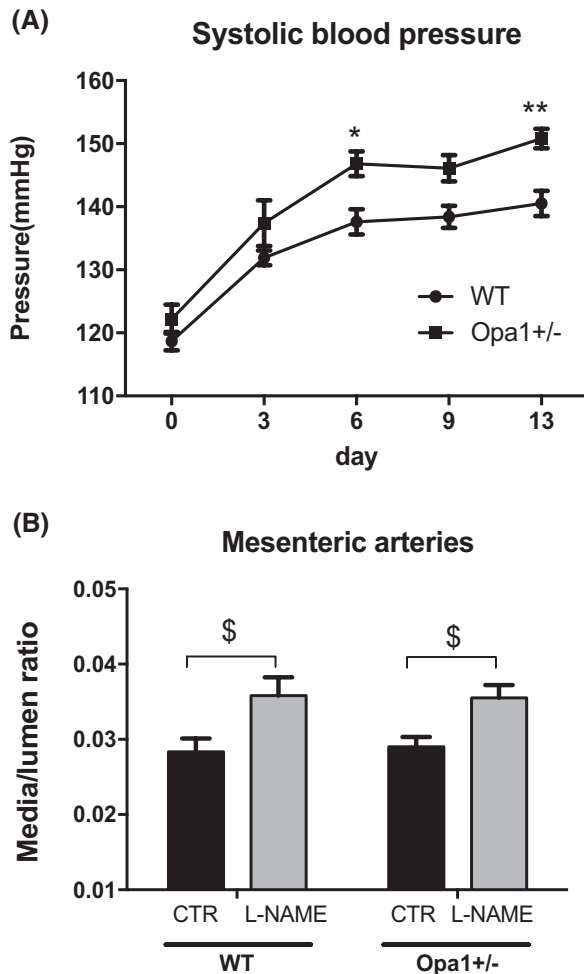 (A)
Systolic blood pressure
Pressure(mmHg)
160
150
140
130
120
110
*
**
WT
Opa1+/-
0 3 6 9 13
day
(B)
Mesenteric arteries
Media/lumen ratio
0.05
0.04
0.03
0.02
0.01
$ $
CTR L-NAME CTR L-NAME
WT Opa1+/-